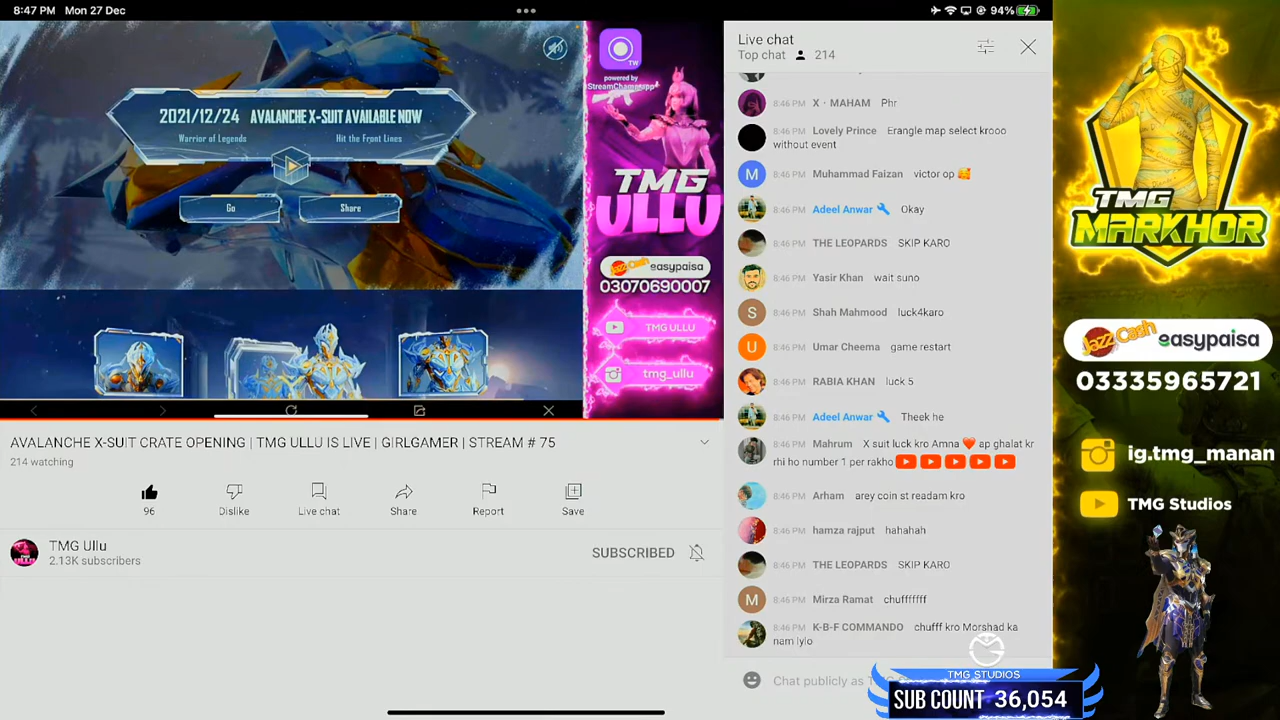 8:47 PM Mon 27 Dec
94%
2021/12/24 AVALANCHE X-SUIT AVAILABLE NOW
Warrior of Legends Hit the Front Lines
Go Share
TW
powered by
StreamChamp app
TMG
ULLU
JazzCash easypaisa
03070690007
TMG ULLU
tmg_ullu
AVALANCHE X-SUIT CRATE OPENING | TMG ULLU IS LIVE | GIRLGAMER | STREAM # 75
214 watching
96 Dislike Live chat Share Report Save
TMG Ullu
2.13K subscribers
SUBSCRIBED
Live chat
Top chat 214
8:46 PM X · MAHAM Phr
8:46 PM Lovely Prince Erangle map select krooo
without event
M 8:46 PM Muhammad Faizan victor op 🥰
8:46 PM Adeel Anwar Okay
8:46 PM THE LEOPARDS SKIP KARO
8:46 PM Yasir Khan wait suno
S 8:46 PM Shah Mahmood luck4karo
U 8:46 PM Umar Cheema game restart
8:46 PM RABIA KHAN luck 5
8:46 PM Adeel Anwar Theek he
8:46 PM Mahrum X suit luck kro Amna ❤️ ap ghalat kr
rhi ho number 1 per rakho
8:46 PM Arham arey coin st readam kro
8:46 PM hamza rajput hahahah
8:46 PM THE LEOPARDS SKIP KARO
M 8:46 PM Mirza Ramat chufffffff
8:46 PM K-B-F COMMANDO chufff kro Morshad ka
nam lylo
Chat publicly as
TMG STUDIOS
SUB COUNT 36,054
TMG
MARKHOR
JazzCash easypaisa
03335965721
ig.tmg_manan
TMG Studios